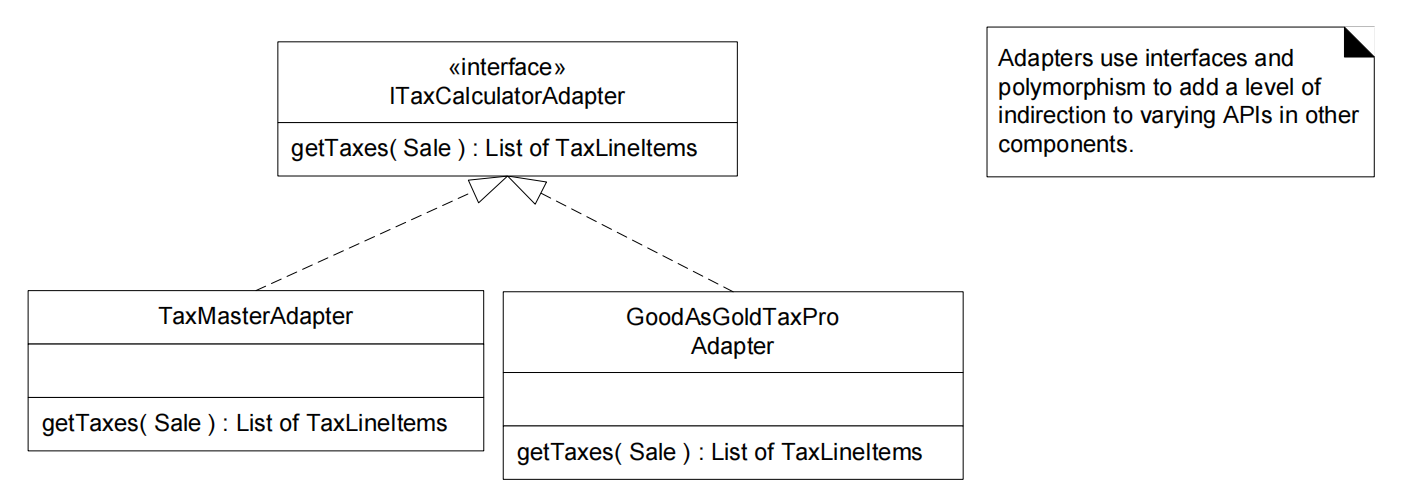 «interface»
ITaxCalculatorAdapter
getTaxes( Sale ) : List of TaxLineItems
Adapters use interfaces and
polymorphism to add a level of
indirection to varying APIs in other
components.
TaxMasterAdapter
getTaxes( Sale ) : List of TaxLineItems
GoodAsGoldTaxPro
Adapter
getTaxes( Sale ) : List of TaxLineItems